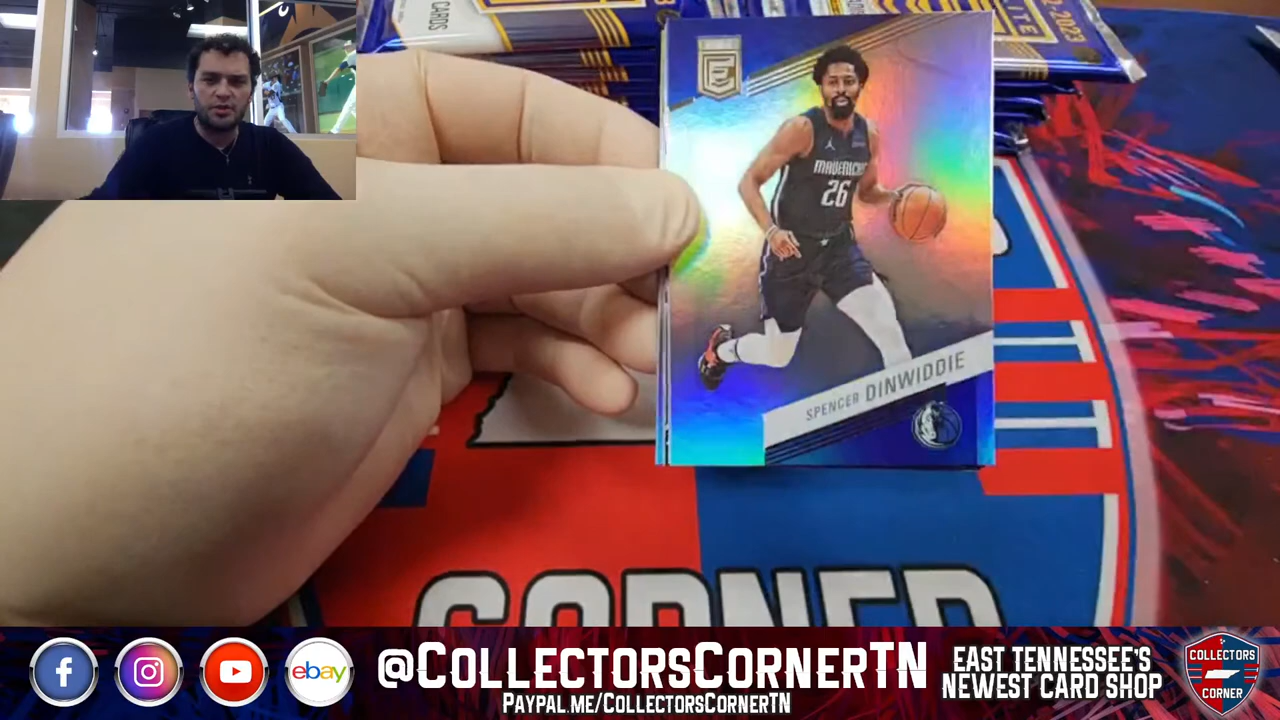 CARDS
2-2023
MAVERICKS
26
SPENCER DINWIDDIE
CORNER
ebay
@COLLECTORSCORNERTN
PAYPAL.ME/COLLECTORSCORNERTN
EAST TENNESSEE'S
NEWEST CARD SHOP
COLLECTORS
CORNER